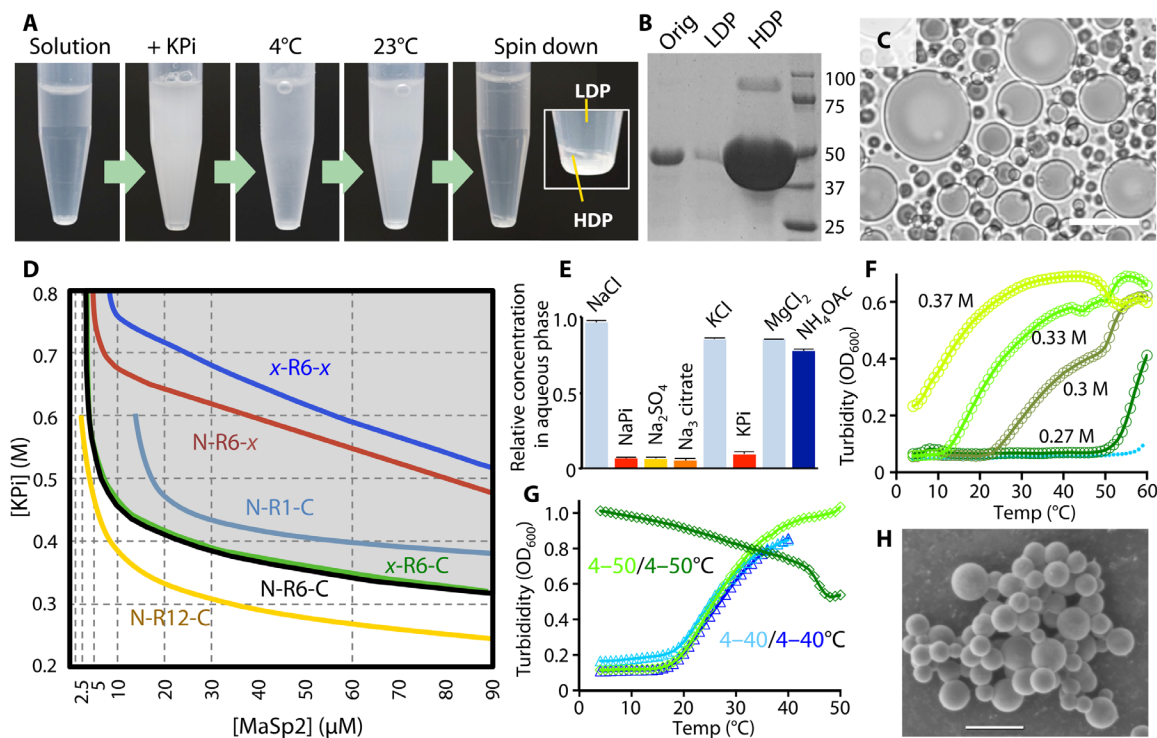 A
Solution
+ KPi
4°C
23°C
Spin down
LDP
HDP
B
Orig
LDP
HDP
100
75
50
37
25
C
D
0.8
0.7
0.6
0.5
0.4
0.3
0.2
[KPi] (M)
x-R6-x
N-R6-x
N-R1-C
x-R6-C
N-R6-C
N-R12-C
2.5
5
10
20
30
40
50
60
70
80
90
[MaSp2] (µM)
E
Relative concentration
in aqueous phase
1.0
0.5
0
NaCl
NaPi
Na2SO4
Na3 citrate
KCl
KPi
MgCl2
NH4OAc
F
Turbidity (OD600)
0.6
0.4
0.2
0
0.37 M
0.33 M
0.3 M
0.27 M
0 10 20 30 40 50 60
Temp (°C)
G
Turbididity (OD600)
1.0
0.8
0.6
0.4
0.2
0
4–50/4–50°C
4–40/4–40°C
0 10 20 30 40 50
Temp (°C)
H